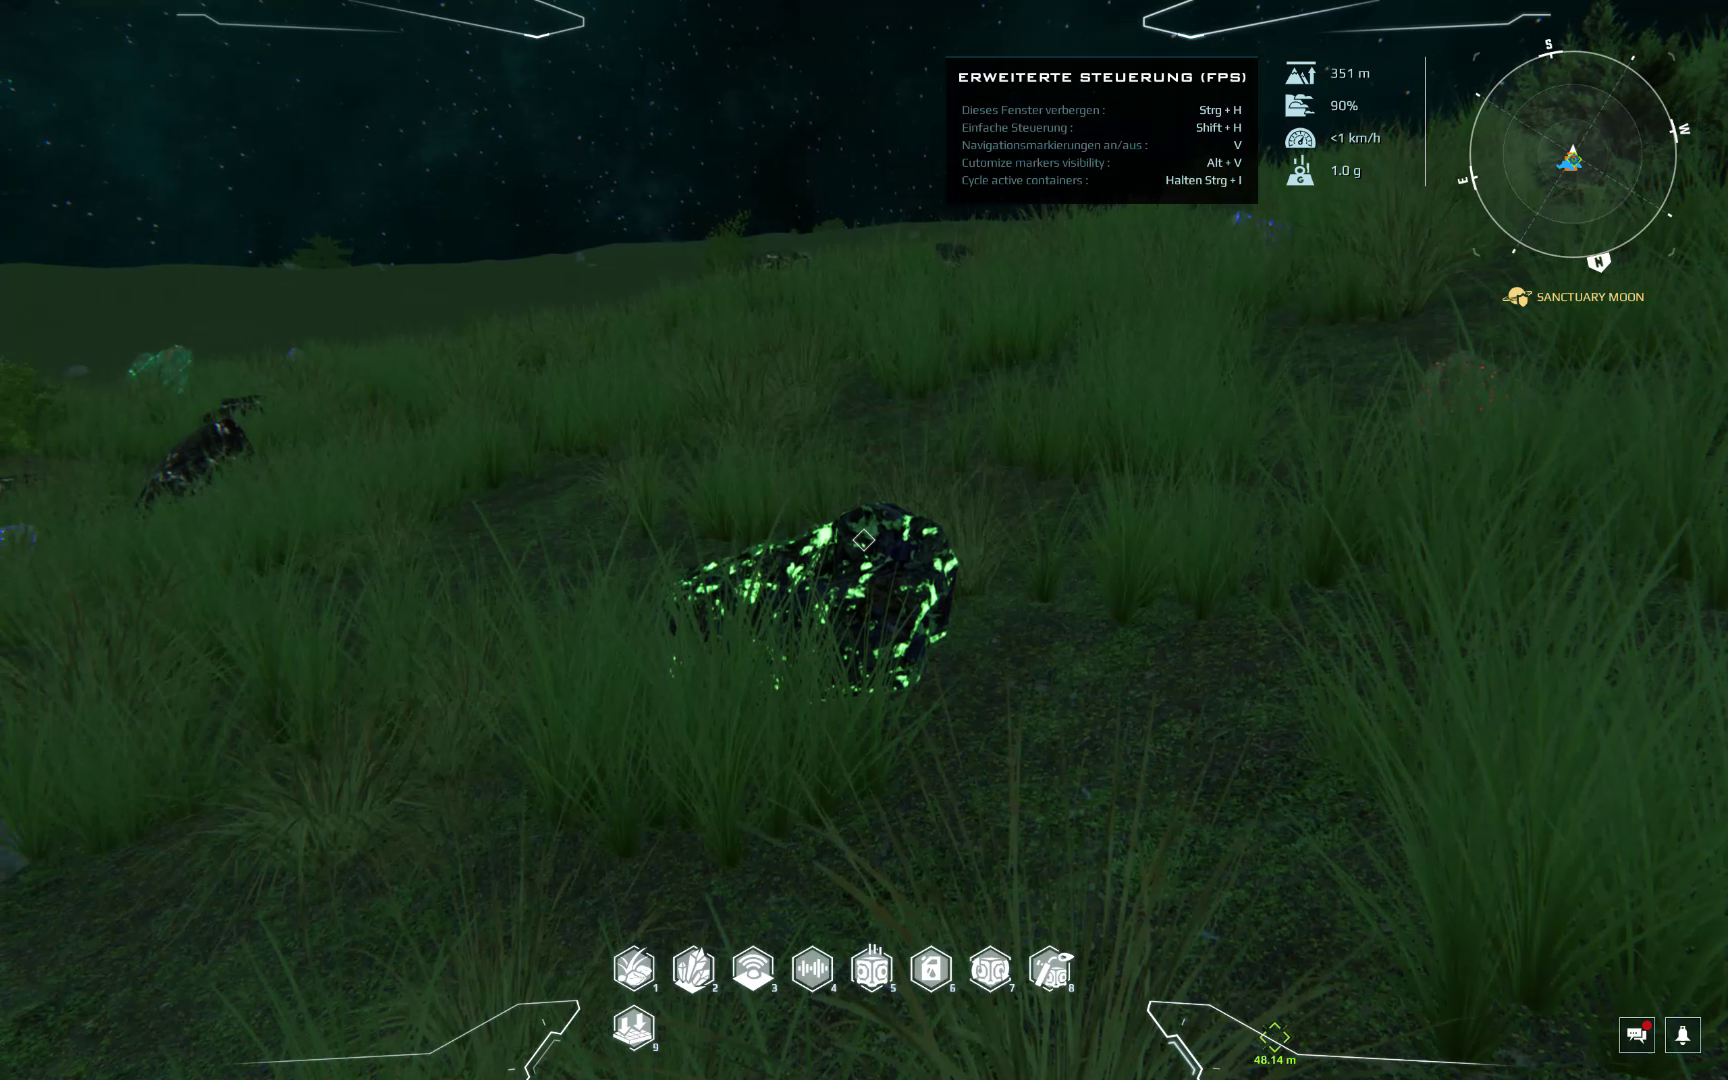 ERWEITERTE STEUERUNG (FPS)
Dieses Fenster verbergen : Strg + H
Einfache Steuerung : Shift + H
Navigationsmarkierungen an/aus : V
Cutomize markers visibility : Alt + V
Cycle active containers : Halten Strg + I
351 m
90%
<1 km/h
1.0 g
S
W
E
N
SANCTUARY MOON
1 2 3 4 5 6 7 8
9
48.14 m